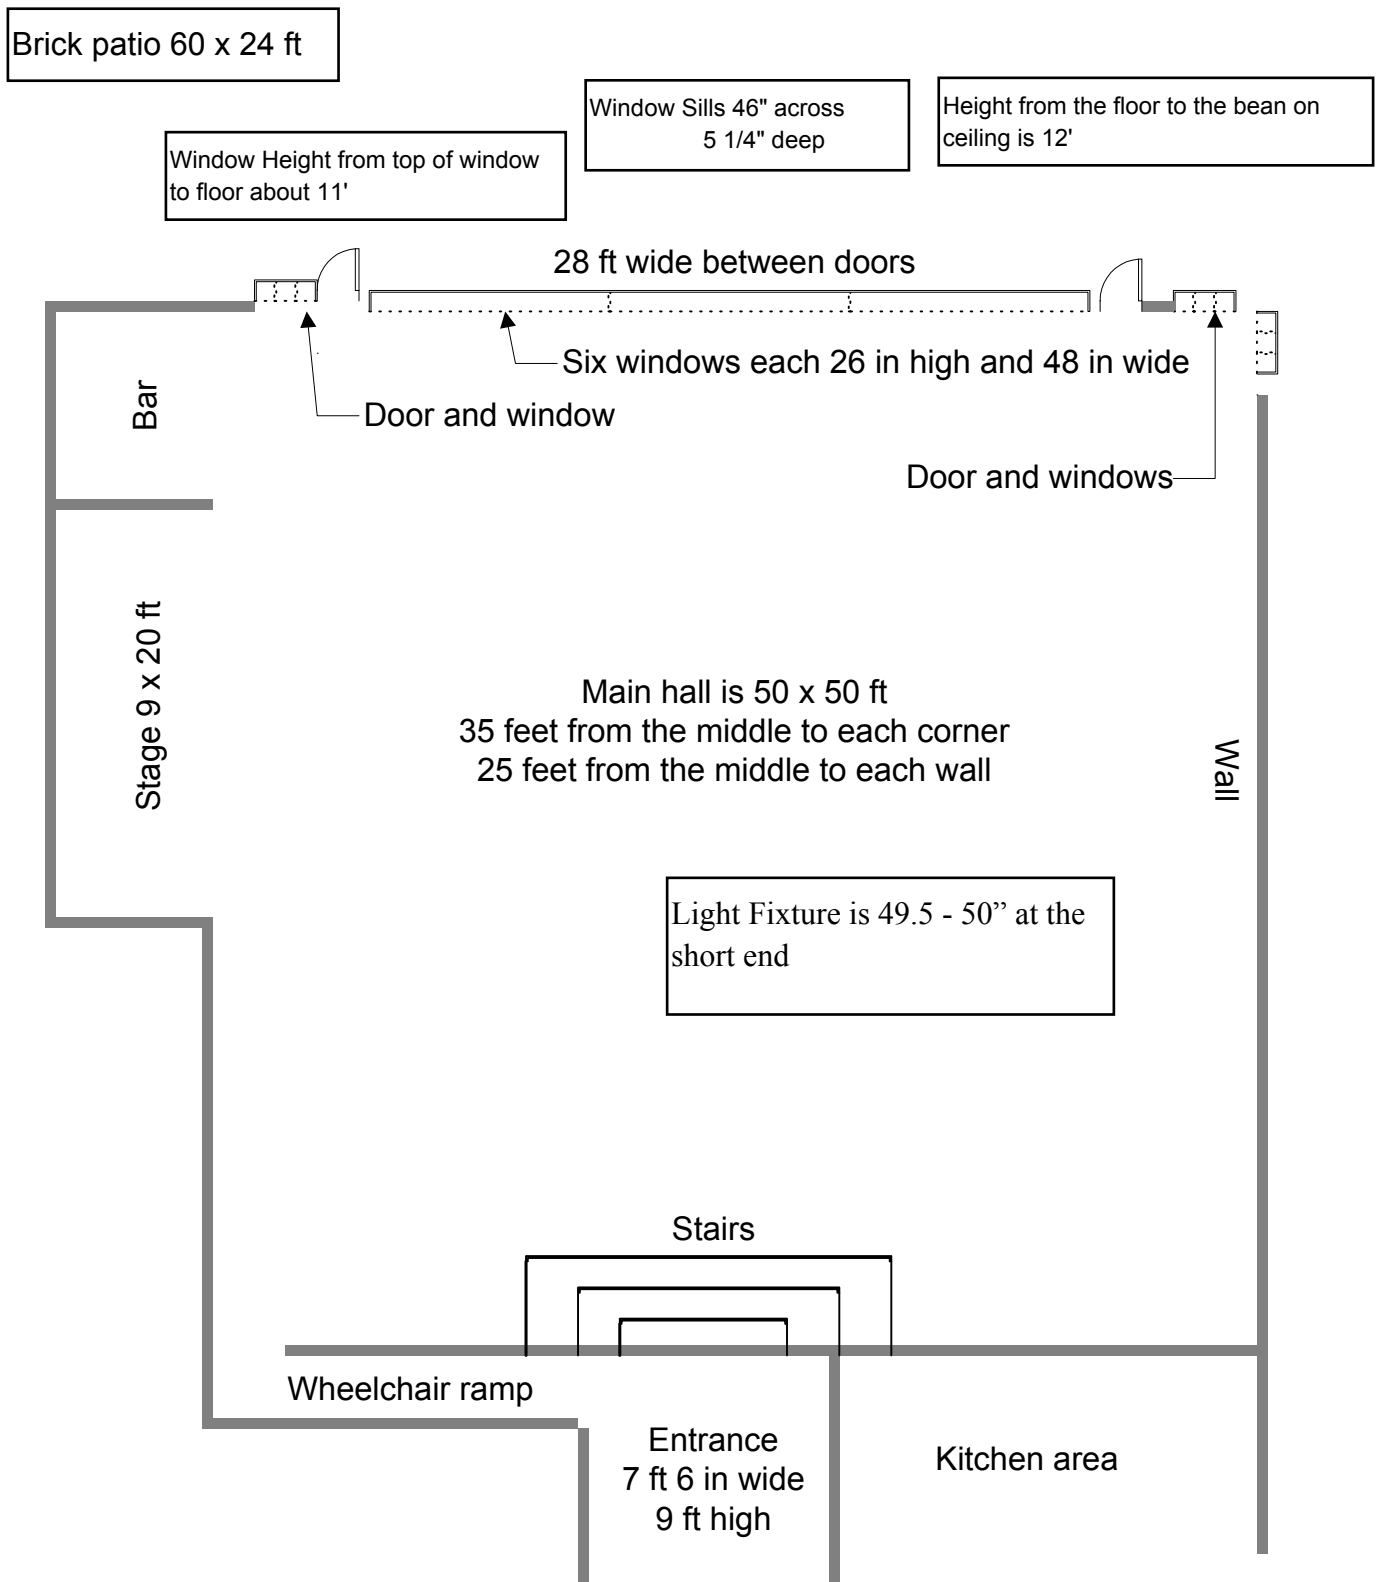 Brick patio 60 x 24 ft
Window Sills 46" across
5 1/4" deep
Height from the floor to the bean on
ceiling is 12'
Window Height from top of window
to floor about 11'
28 ft wide between doors
Six windows each 26 in high and 48 in wide
Bar
Door and window
Door and windows
Stage 9 x 20 ft
Main hall is 50 x 50 ft
35 feet from the middle to each corner
25 feet from the middle to each wall
Wall
Light Fixture is 49.5 - 50” at the
short end
Stairs
Wheelchair ramp
Entrance
7 ft 6 in wide
9 ft high
Kitchen area